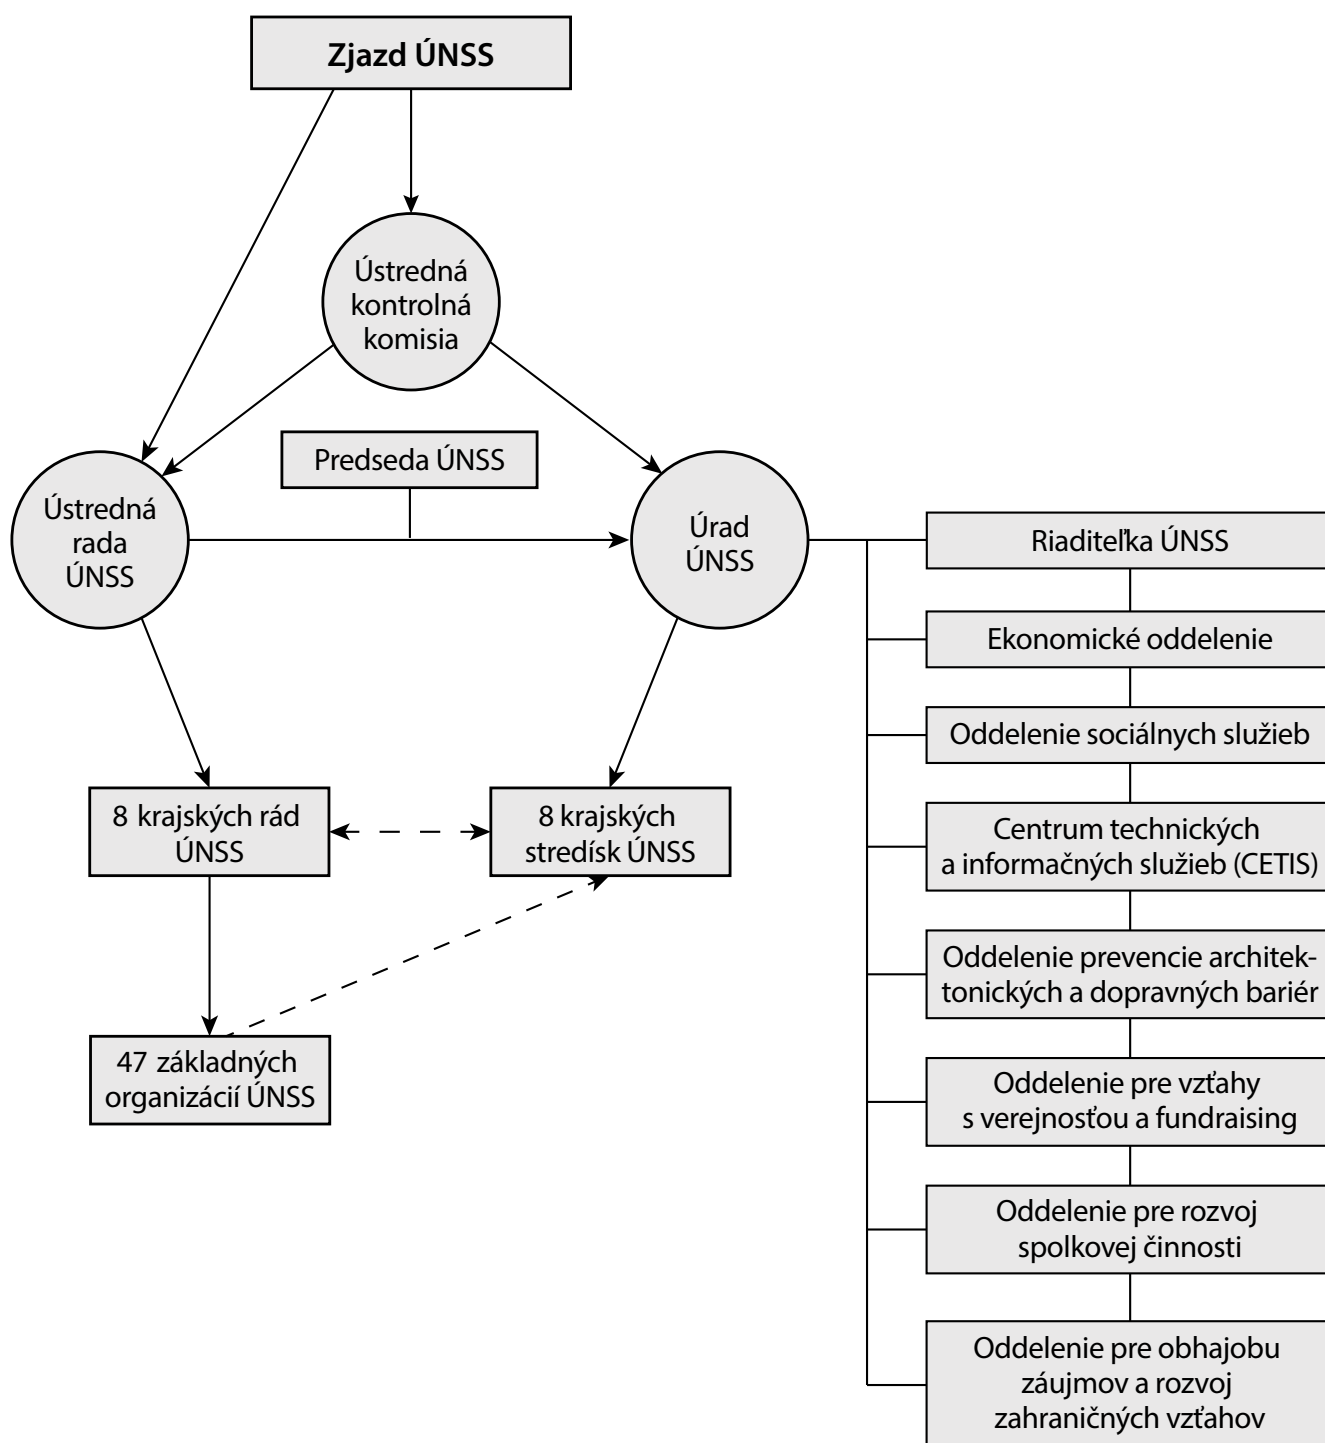 Zjazd ÚNSS
Ústredná
kontrolná
komisia
Predseda ÚNSS
Ústredná
rada
ÚNSS
Úrad
ÚNSS
8 krajských rád
ÚNSS
8 krajských
stredísk ÚNSS
47 základných
organizácií ÚNSS
Riaditeľka ÚNSS
Ekonomické oddelenie
Oddelenie sociálnych služieb
Centrum technických
a informačných služieb (CETIS)
Oddelenie prevencie architek-
tonických a dopravných bariér
Oddelenie pre vzťahy
s verejnosťou a fundraising
Oddelenie pre rozvoj
spolkovej činnosti
Oddelenie pre obhajobu
záujmov a rozvoj
zahraničných vzťahov